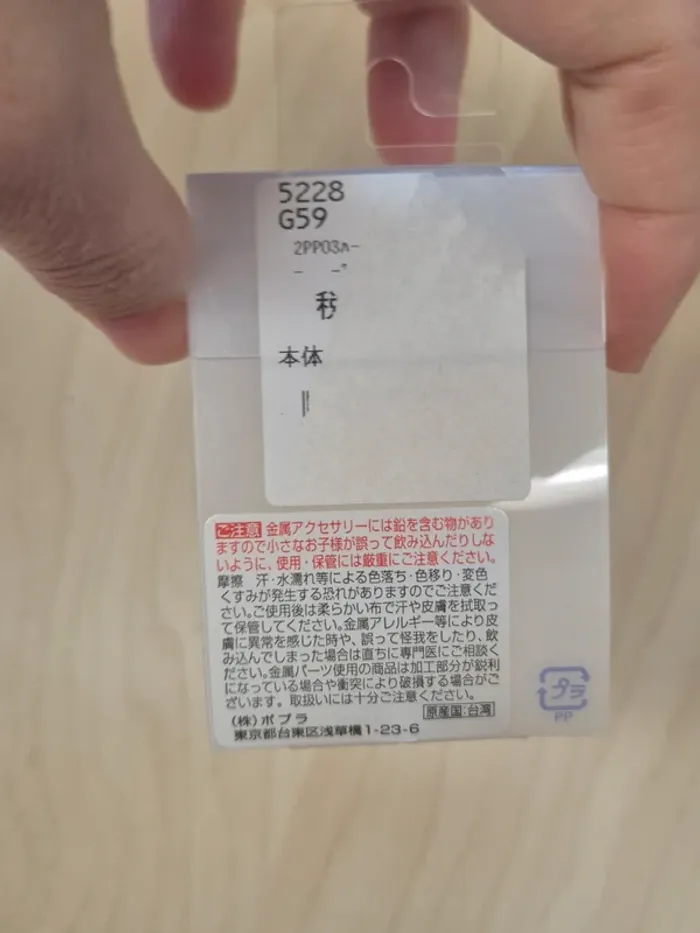 5228
G59
2PP03ﾊｰ
本体
ご注意 金属アクセサリーには鉛を含む物があり
ますので小さなお子様が誤って飲み込んだりしな
いように、使用・保管には厳重にご注意ください。
摩擦 汗・水濡れ等による色落ち・色移り・変色
くすみが発生する恐れがありますのでご注意くだ
さい。ご使用後は柔らかい布で汗や皮膚を拭取っ
て保管してください。金属アレルギー等により皮
膚に異常を感じた時や、誤って怪我をしたり、飲
み込んでしまった場合は直ちに専門医にご相談く
ださい。金属パーツ使用の商品は加工部分が鋭利
になっている場合や衝突により破損する場合がご
ざいます。取扱いには十分ご注意ください。
原産国:台湾
(株)ポプラ
東京都台東区浅草橋1-23-6
プラ
PP